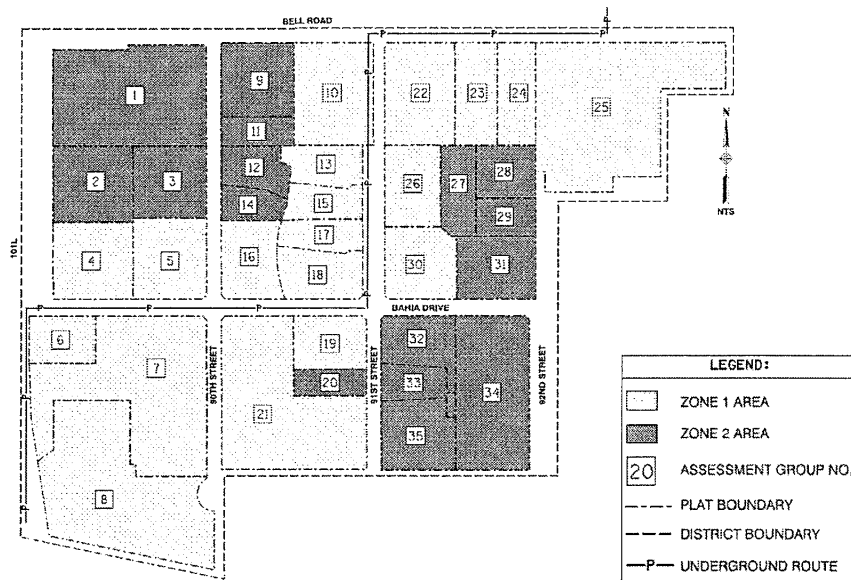 BELL ROAD
P P P
P
1
9
10
22
23
24
25
11
N
NTS
2
3
12
13
26
27
28
14
15
29
P
4
5
16
17
18
30
31
101L
P P P
P
BAHIA DRIVE
6
7
19
32
20
33
34
21
35
8
P
P
90TH STREET
91ST STREET
92ND STREET
LEGEND:
ZONE 1 AREA
ZONE 2 AREA
20 ASSESSMENT GROUP NO.
PLAT BOUNDARY
DISTRICT BOUNDARY
P UNDERGROUND ROUTE